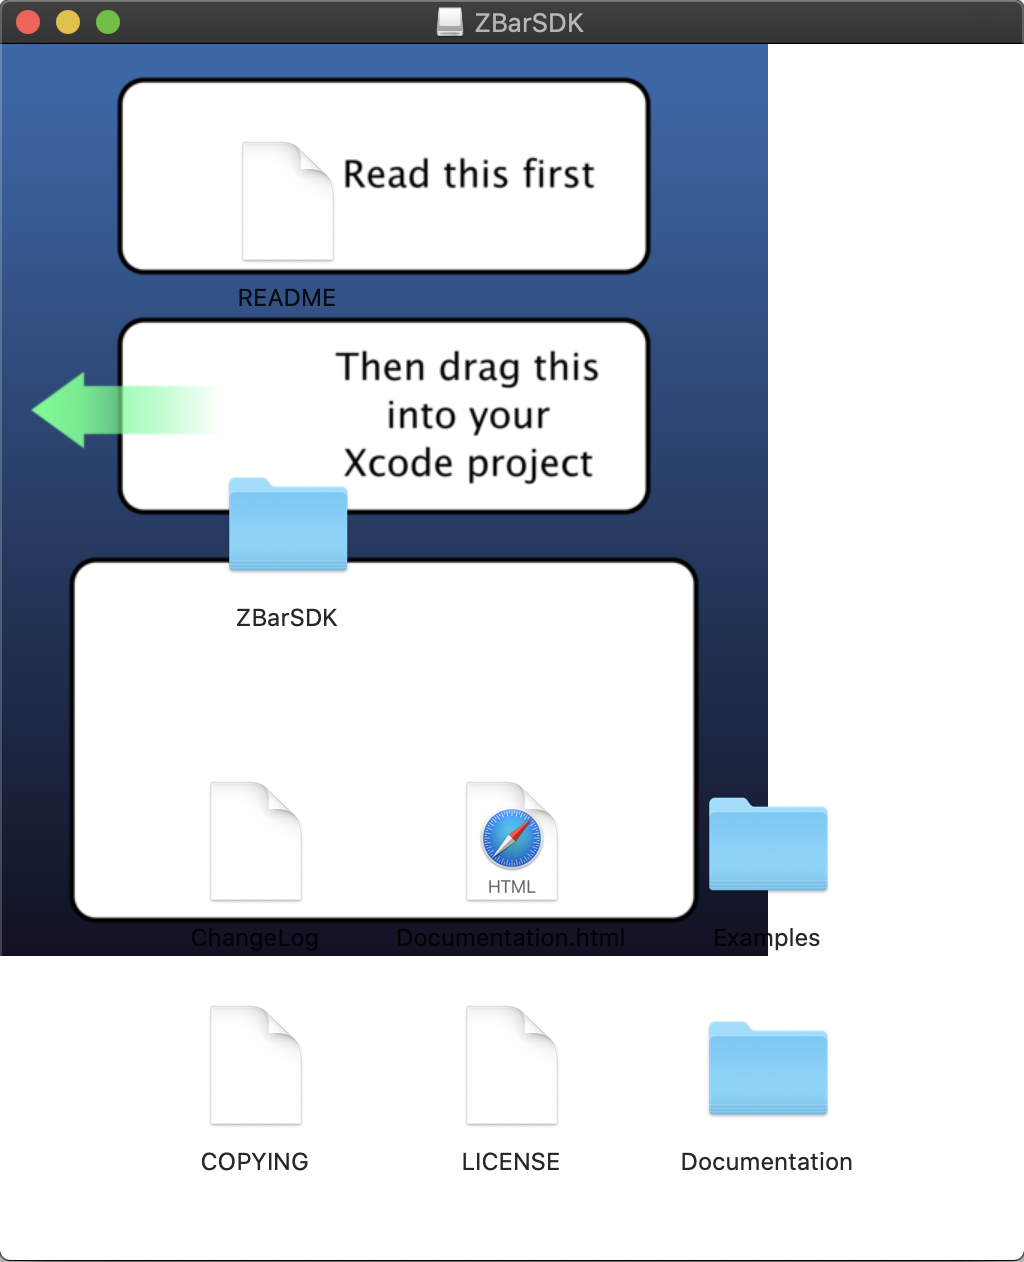 ZBarSDK
Read this first
README
Then drag this
into your
Xcode project
ZBarSDK
HTML
ChangeLog
Documentation.html
Examples
COPYING
LICENSE
Documentation